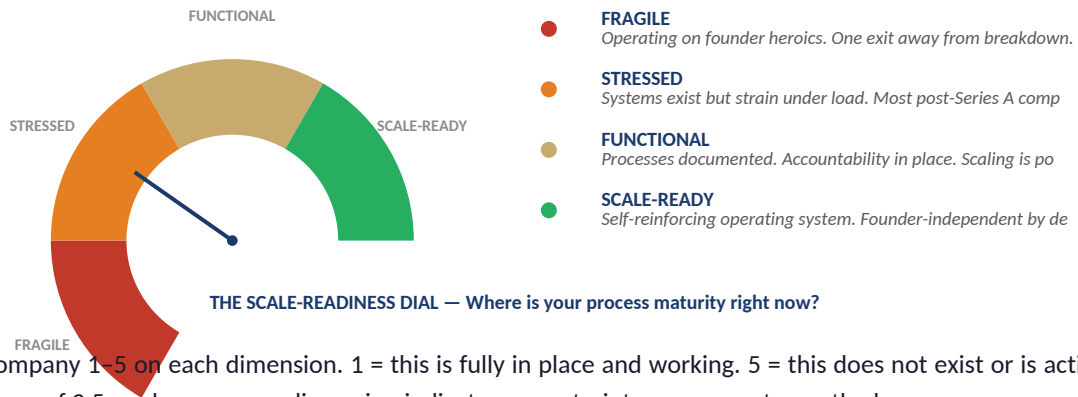 FUNCTIONAL
STRESSED
SCALE-READY
FRAGILE
FRAGILE
Operating on founder heroics. One exit away from breakdown.
STRESSED
Systems exist but strain under load. Most post-Series A comp
FUNCTIONAL
Processes documented. Accountability in place. Scaling is po
SCALE-READY
Self-reinforcing operating system. Founder-independent by de
THE SCALE-READINESS DIAL — Where is your process maturity right now?
ompany 1–5 on each dimension. 1 = this is fully in place and working. 5 = this does not exist or is acti